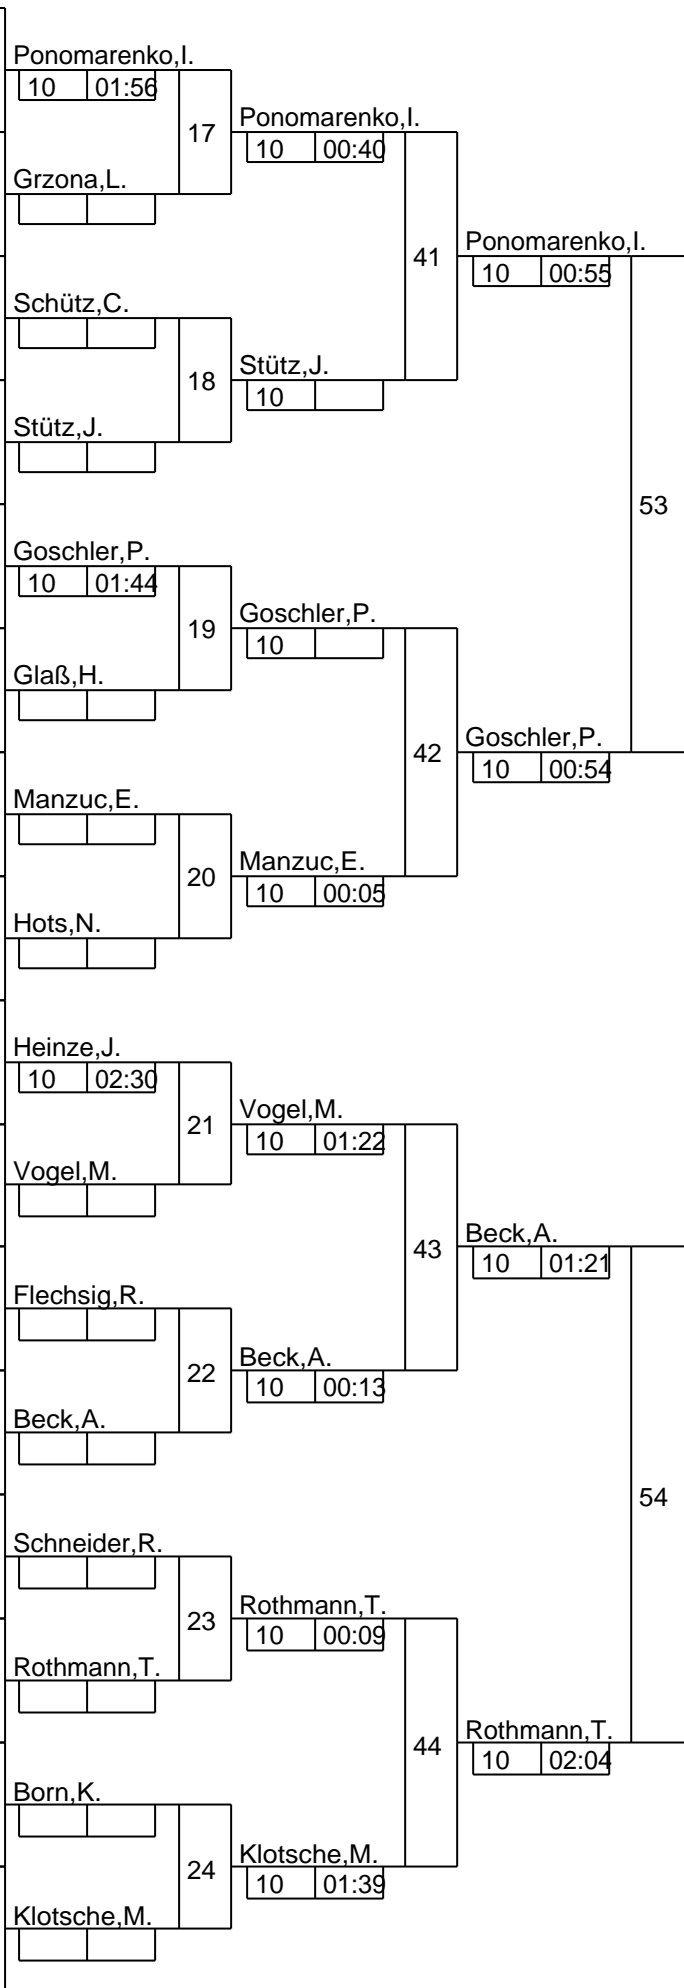 Ponomarenko,I.
10 01:56
17
Ponomarenko,I.
10 00:40
Grzona,L.
41
Ponomarenko,I.
10 00:55
Schütz,C.
18
Stütz,J.
10
Stütz,J.
53
Goschler,P.
10 01:44
19
Goschler,P.
10
Glaß,H.
42
Goschler,P.
10 00:54
Manzuc,E.
20
Manzuc,E.
10 00:05
Hots,N.
Heinze,J.
10 02:30
21
Vogel,M.
10 01:22
Vogel,M.
43
Beck,A.
10 01:21
Flechsig,R.
22
Beck,A.
10 00:13
Beck,A.
54
Schneider,R.
23
Rothmann,T.
10 00:09
Rothmann,T.
44
Rothmann,T.
10 02:04
Born,K.
24
Klotsche,M.
10 01:39
Klotsche,M.